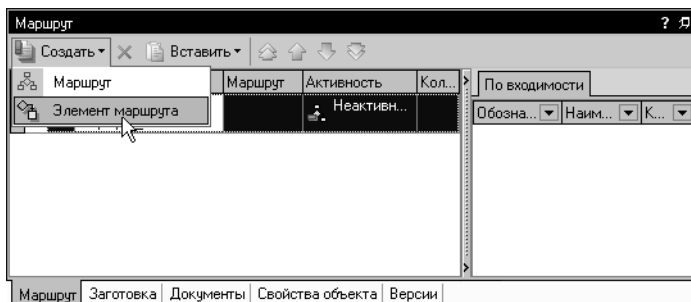 Маршрут ?
Создать Вставить
Маршрут Маршрут Активность Кол... По входимости
Элемент маршрута Неактивн... Обозна... Наим... К...
Маршрут Заготовка Документы Свойства объекта Версии